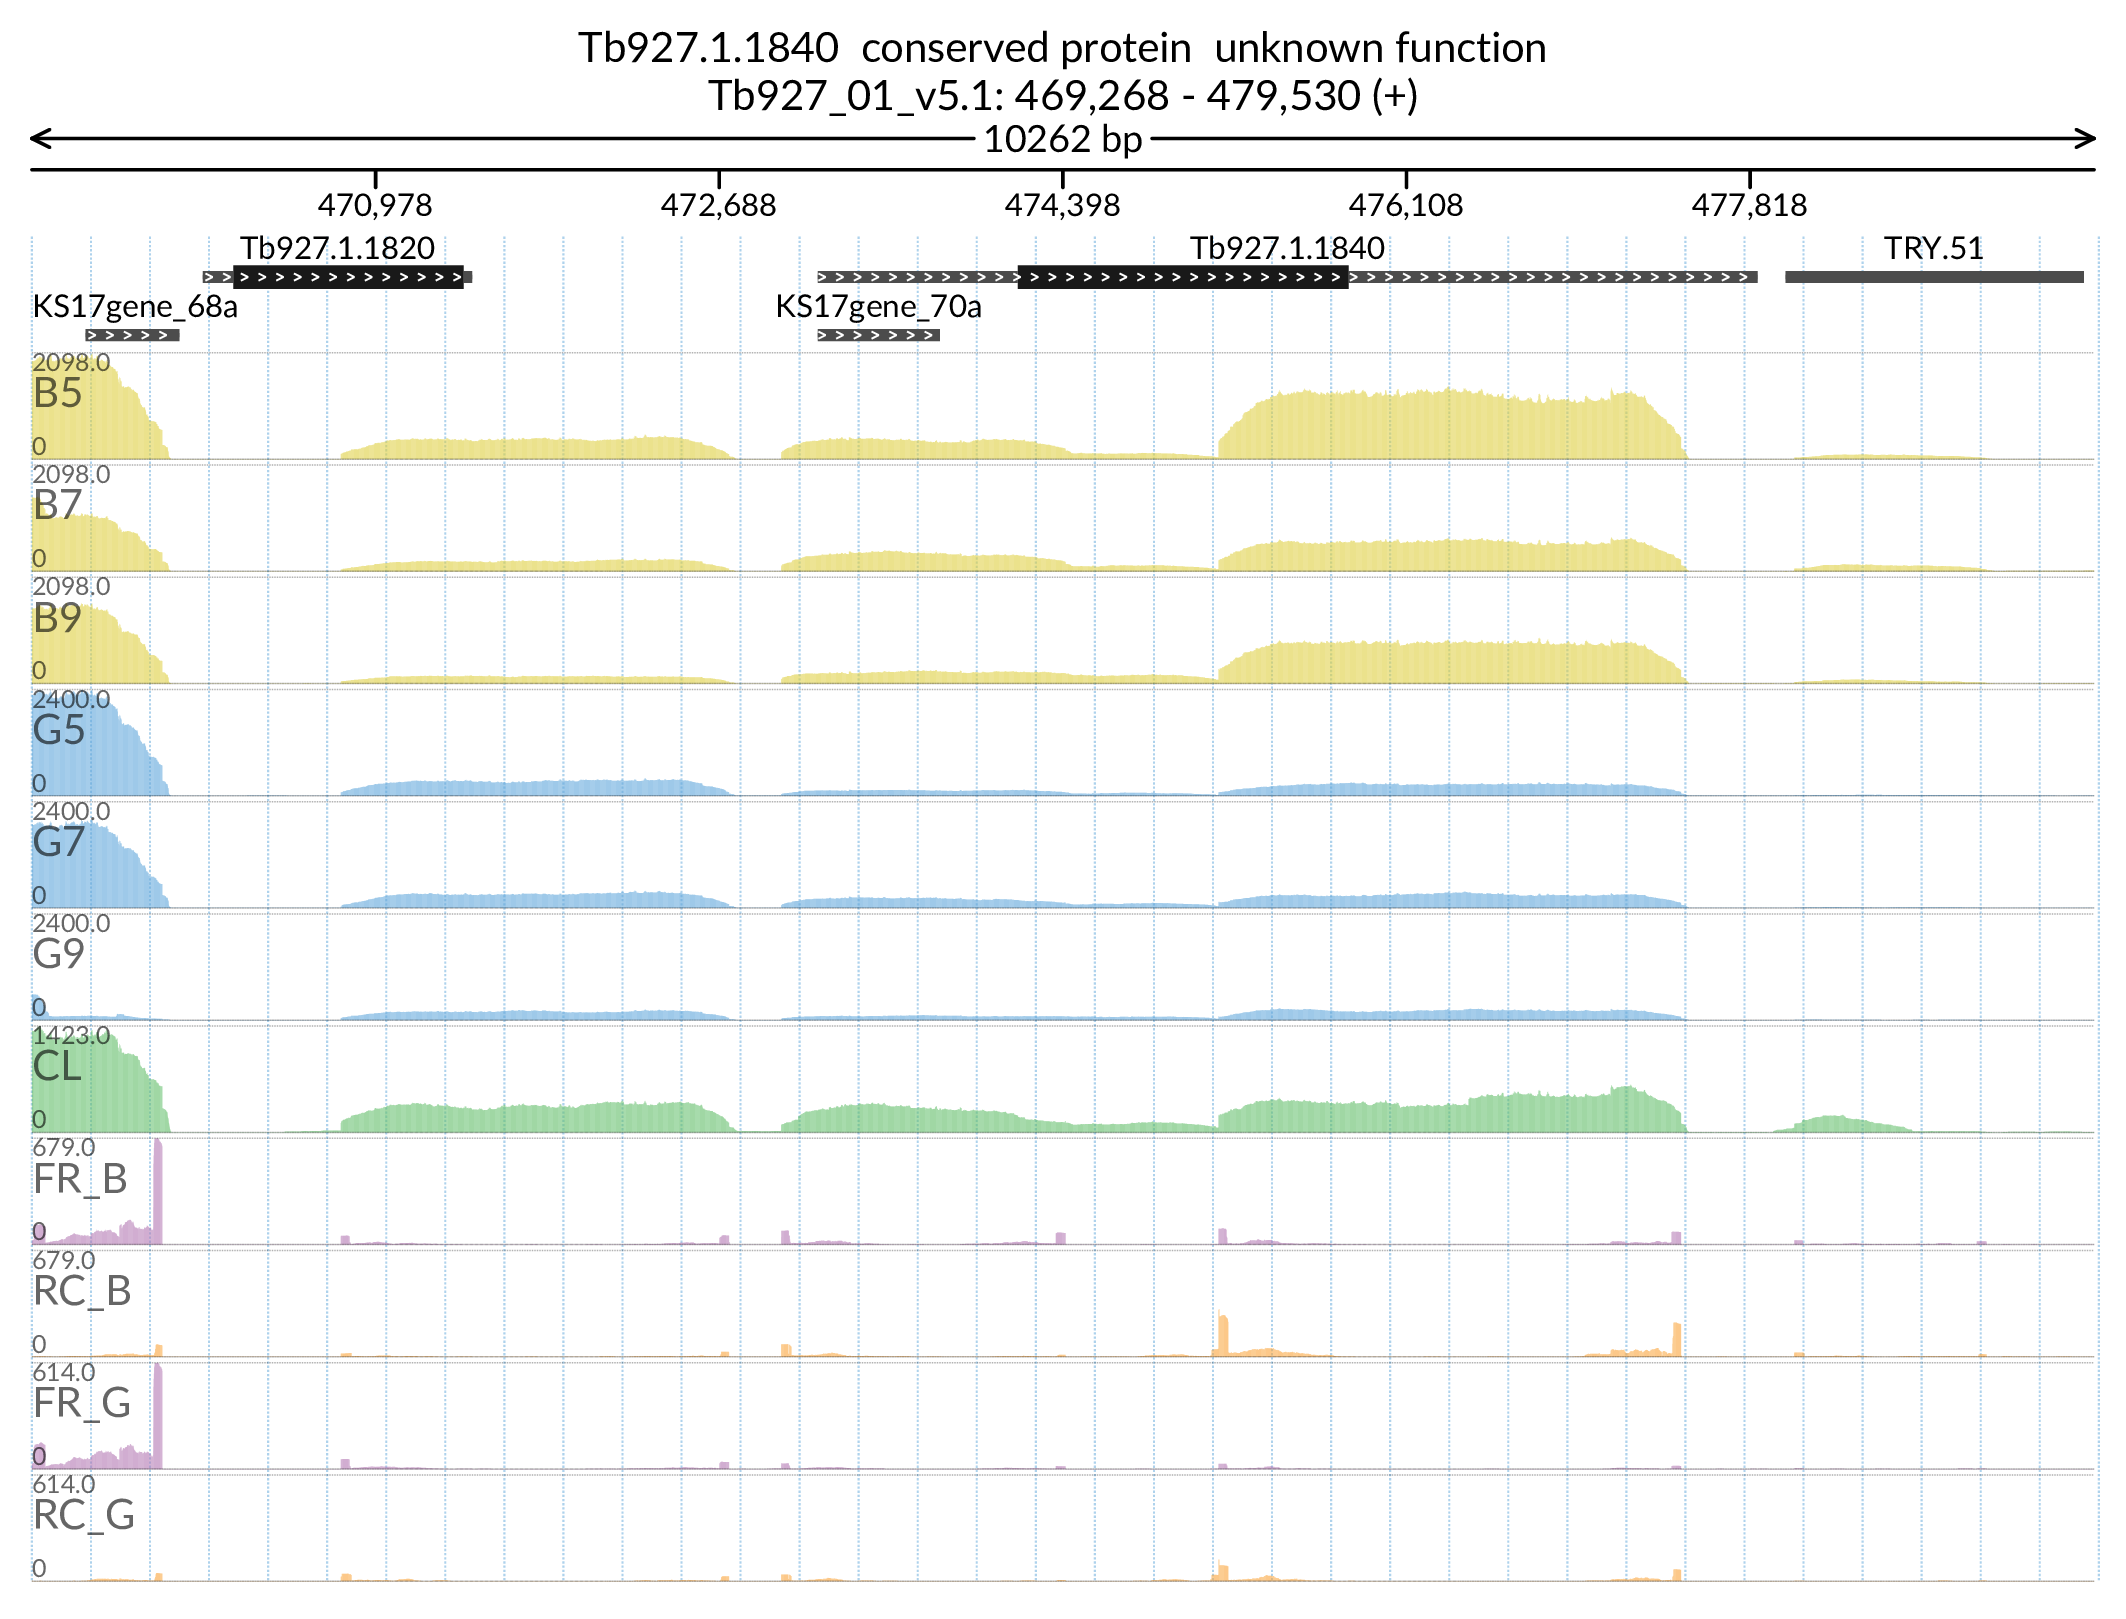 Tb927.1.1840  conserved protein  unknown function
Tb927_01_v5.1: 469,268 - 479,530 (+)
10262 bp
470,978 472,688 474,398 476,108 477,818
Tb927.1.1820 Tb927.1.1840 TRY.51
KS17gene_68a KS17gene_70a
2098.0
B5
0
2098.0
B7
0
2098.0
B9
0
2400.0
G5
0
2400.0
G7
0
2400.0
G9
0
1423.0
CL
0
679.0
FR_B
0
679.0
RC_B
0
614.0
FR_G
0
614.0
RC_G
0